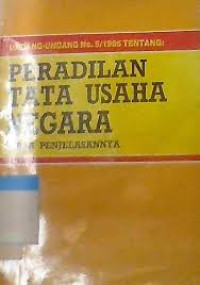 UNDANG-UNDANG No. 5/1986 TENTANG:
PERADILAN
TATA USAHA
NEGARA
PENJELASANNYA